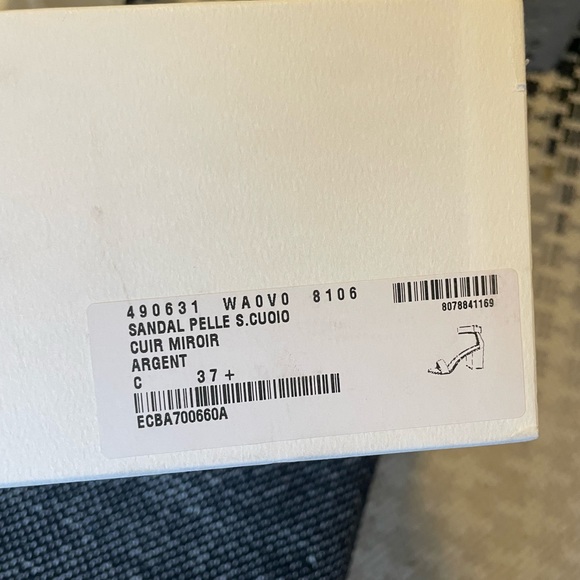 490631 WA0V0 8106
SANDAL PELLE S.CUOIO
CUIR MIROIR
ARGENT
C 37+
ECBA700660A
8078841169